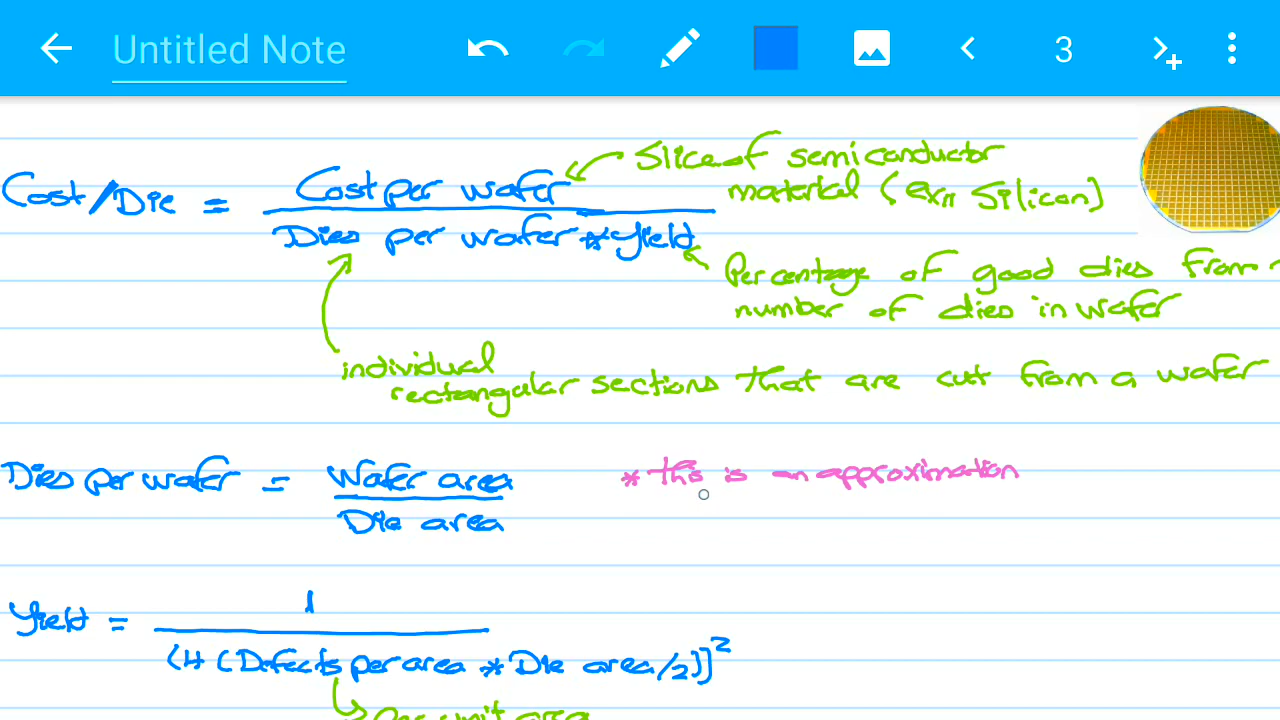 Untitled Note
3
Cost/Die = Cost per wafer
Dies per wafer * Yield
Slice of semiconductor
material (ex// Silicon)
Percentage of good dies from
number of dies in wafer
individual
rectangular sections that are cut from a wafer
Dies per wafer = Wafer area
Die area
* this is an approximation
Yield = 1
(1+(Defects per area * Die area/2))²
Per unit area